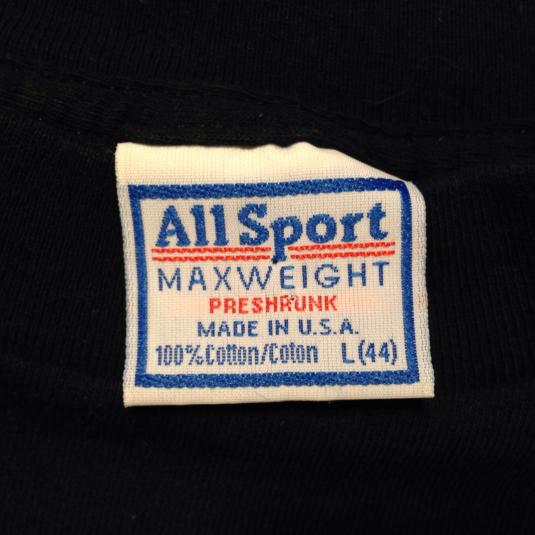 All Sport
MAXWEIGHT
PRESHRUNK
MADE IN U.S.A.
100% Cotton/Coton L (44)